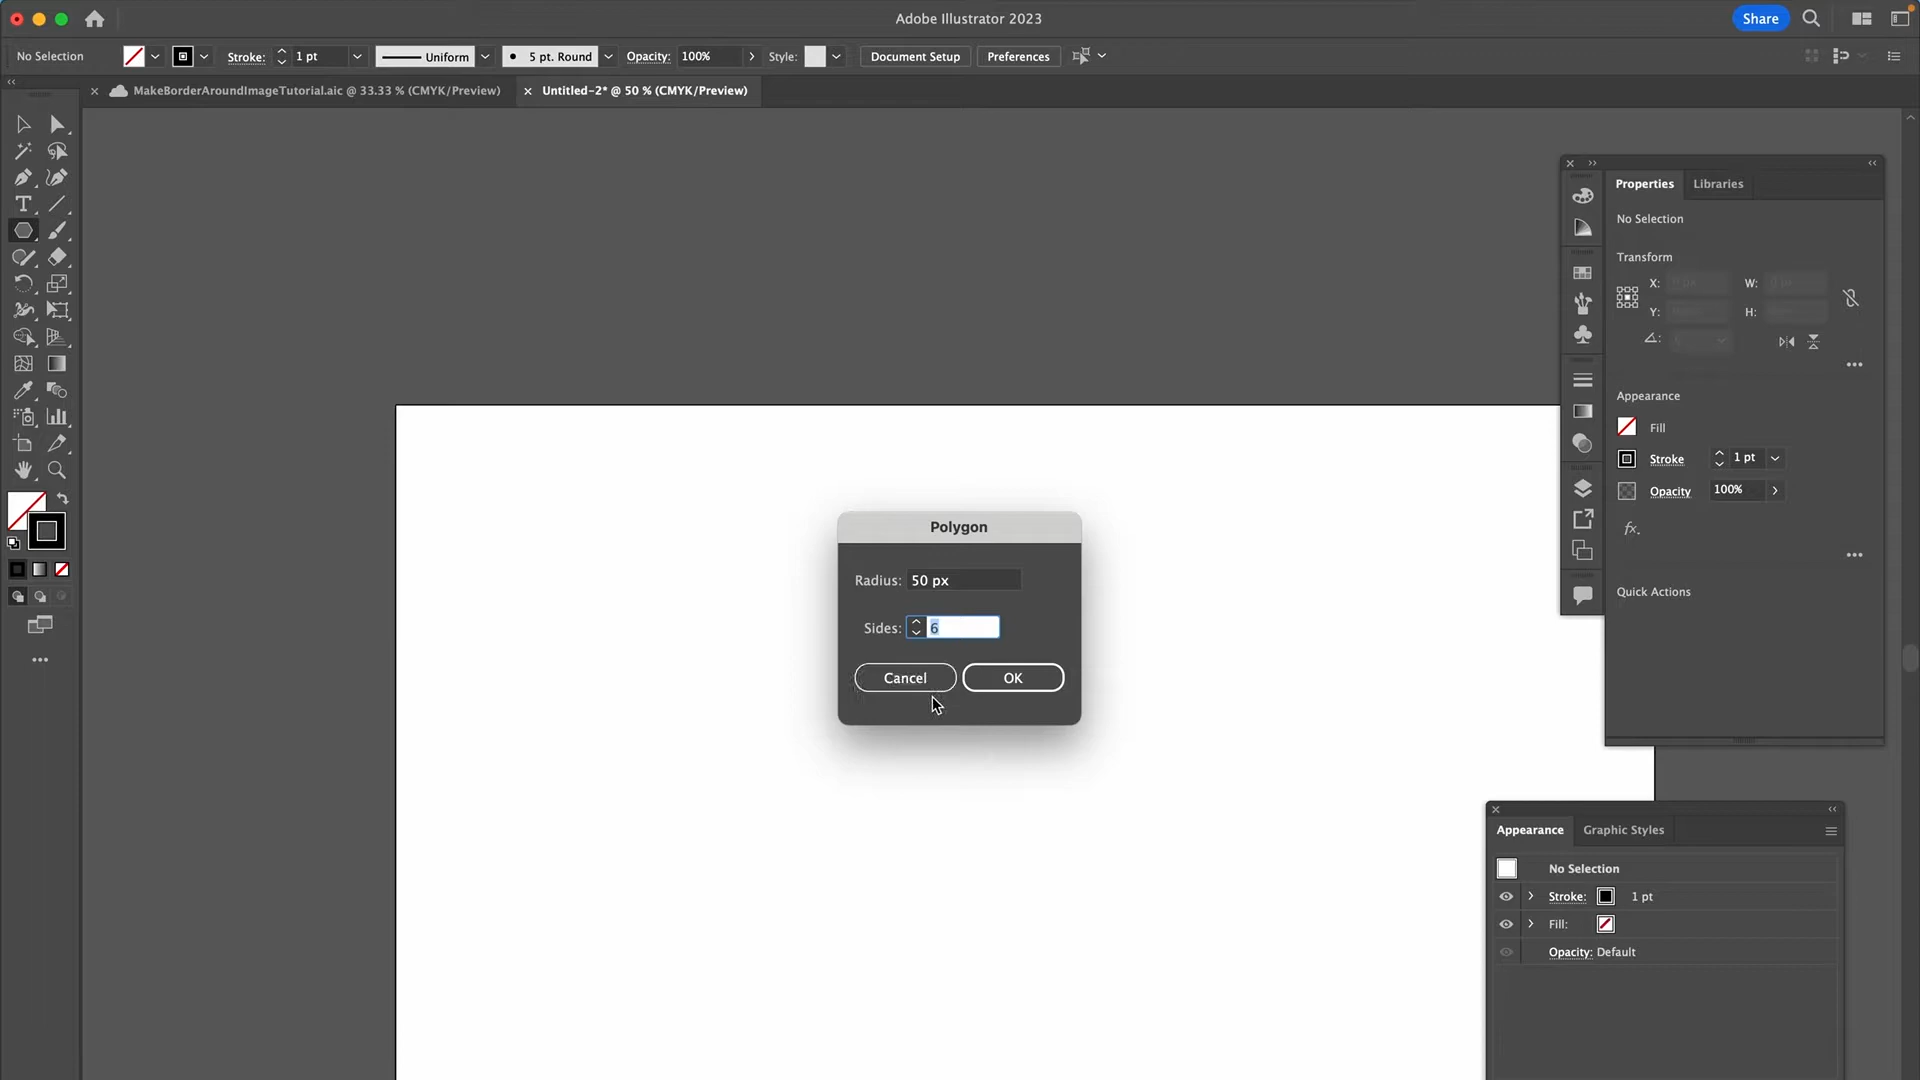 Adobe Illustrator 2023
Share
No Selection
Stroke:
1 pt
Uniform
5 pt. Round
Opacity:
100%
Style:
Document Setup
Preferences
MakeBorderAroundImageTutorial.aic @ 33.33 % (CMYK/Preview)
Untitled-2* @ 50 % (CMYK/Preview)
Properties
Libraries
No Selection
Transform
X:
W:
Y:
H:
Appearance
Fill
Stroke
1 pt
Opacity
100%
fx.
Quick Actions
Polygon
Radius: 50 px
Sides: 6
Cancel
OK
Appearance
Graphic Styles
No Selection
Stroke:
1 pt
Fill:
Opacity: Default